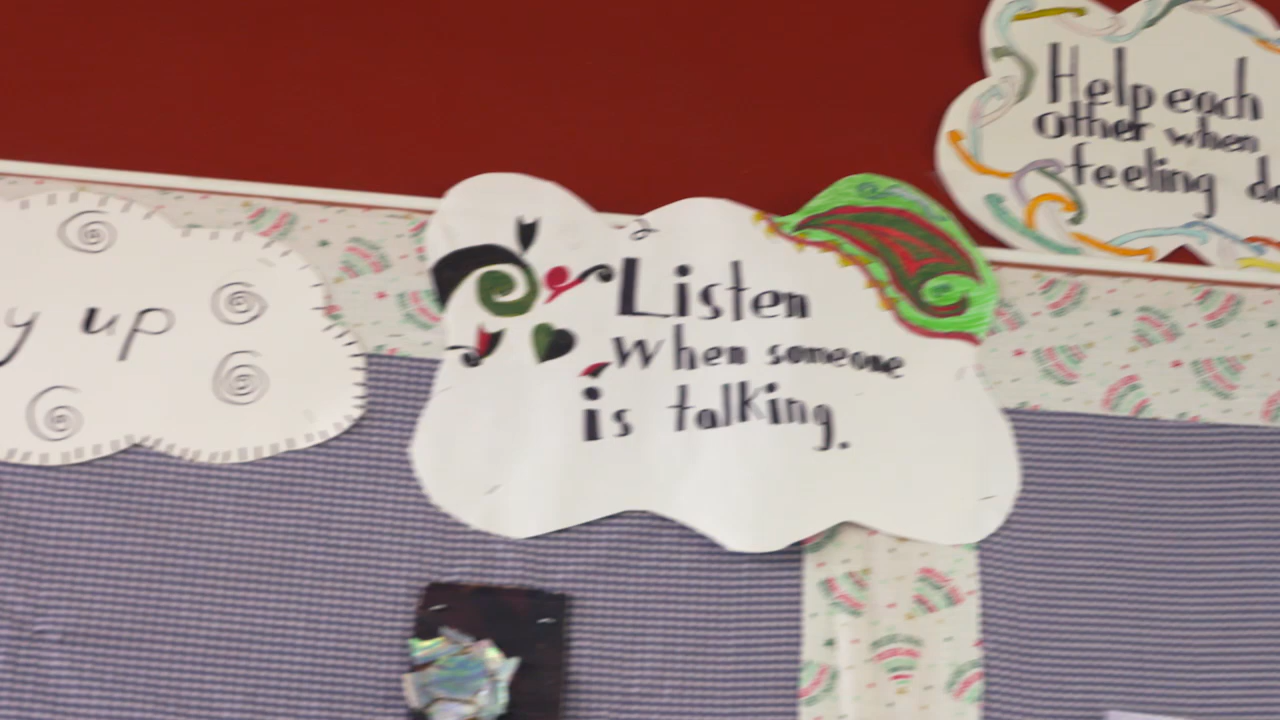 up
Listen
when someone
is talking.
Help each
other when
feeling